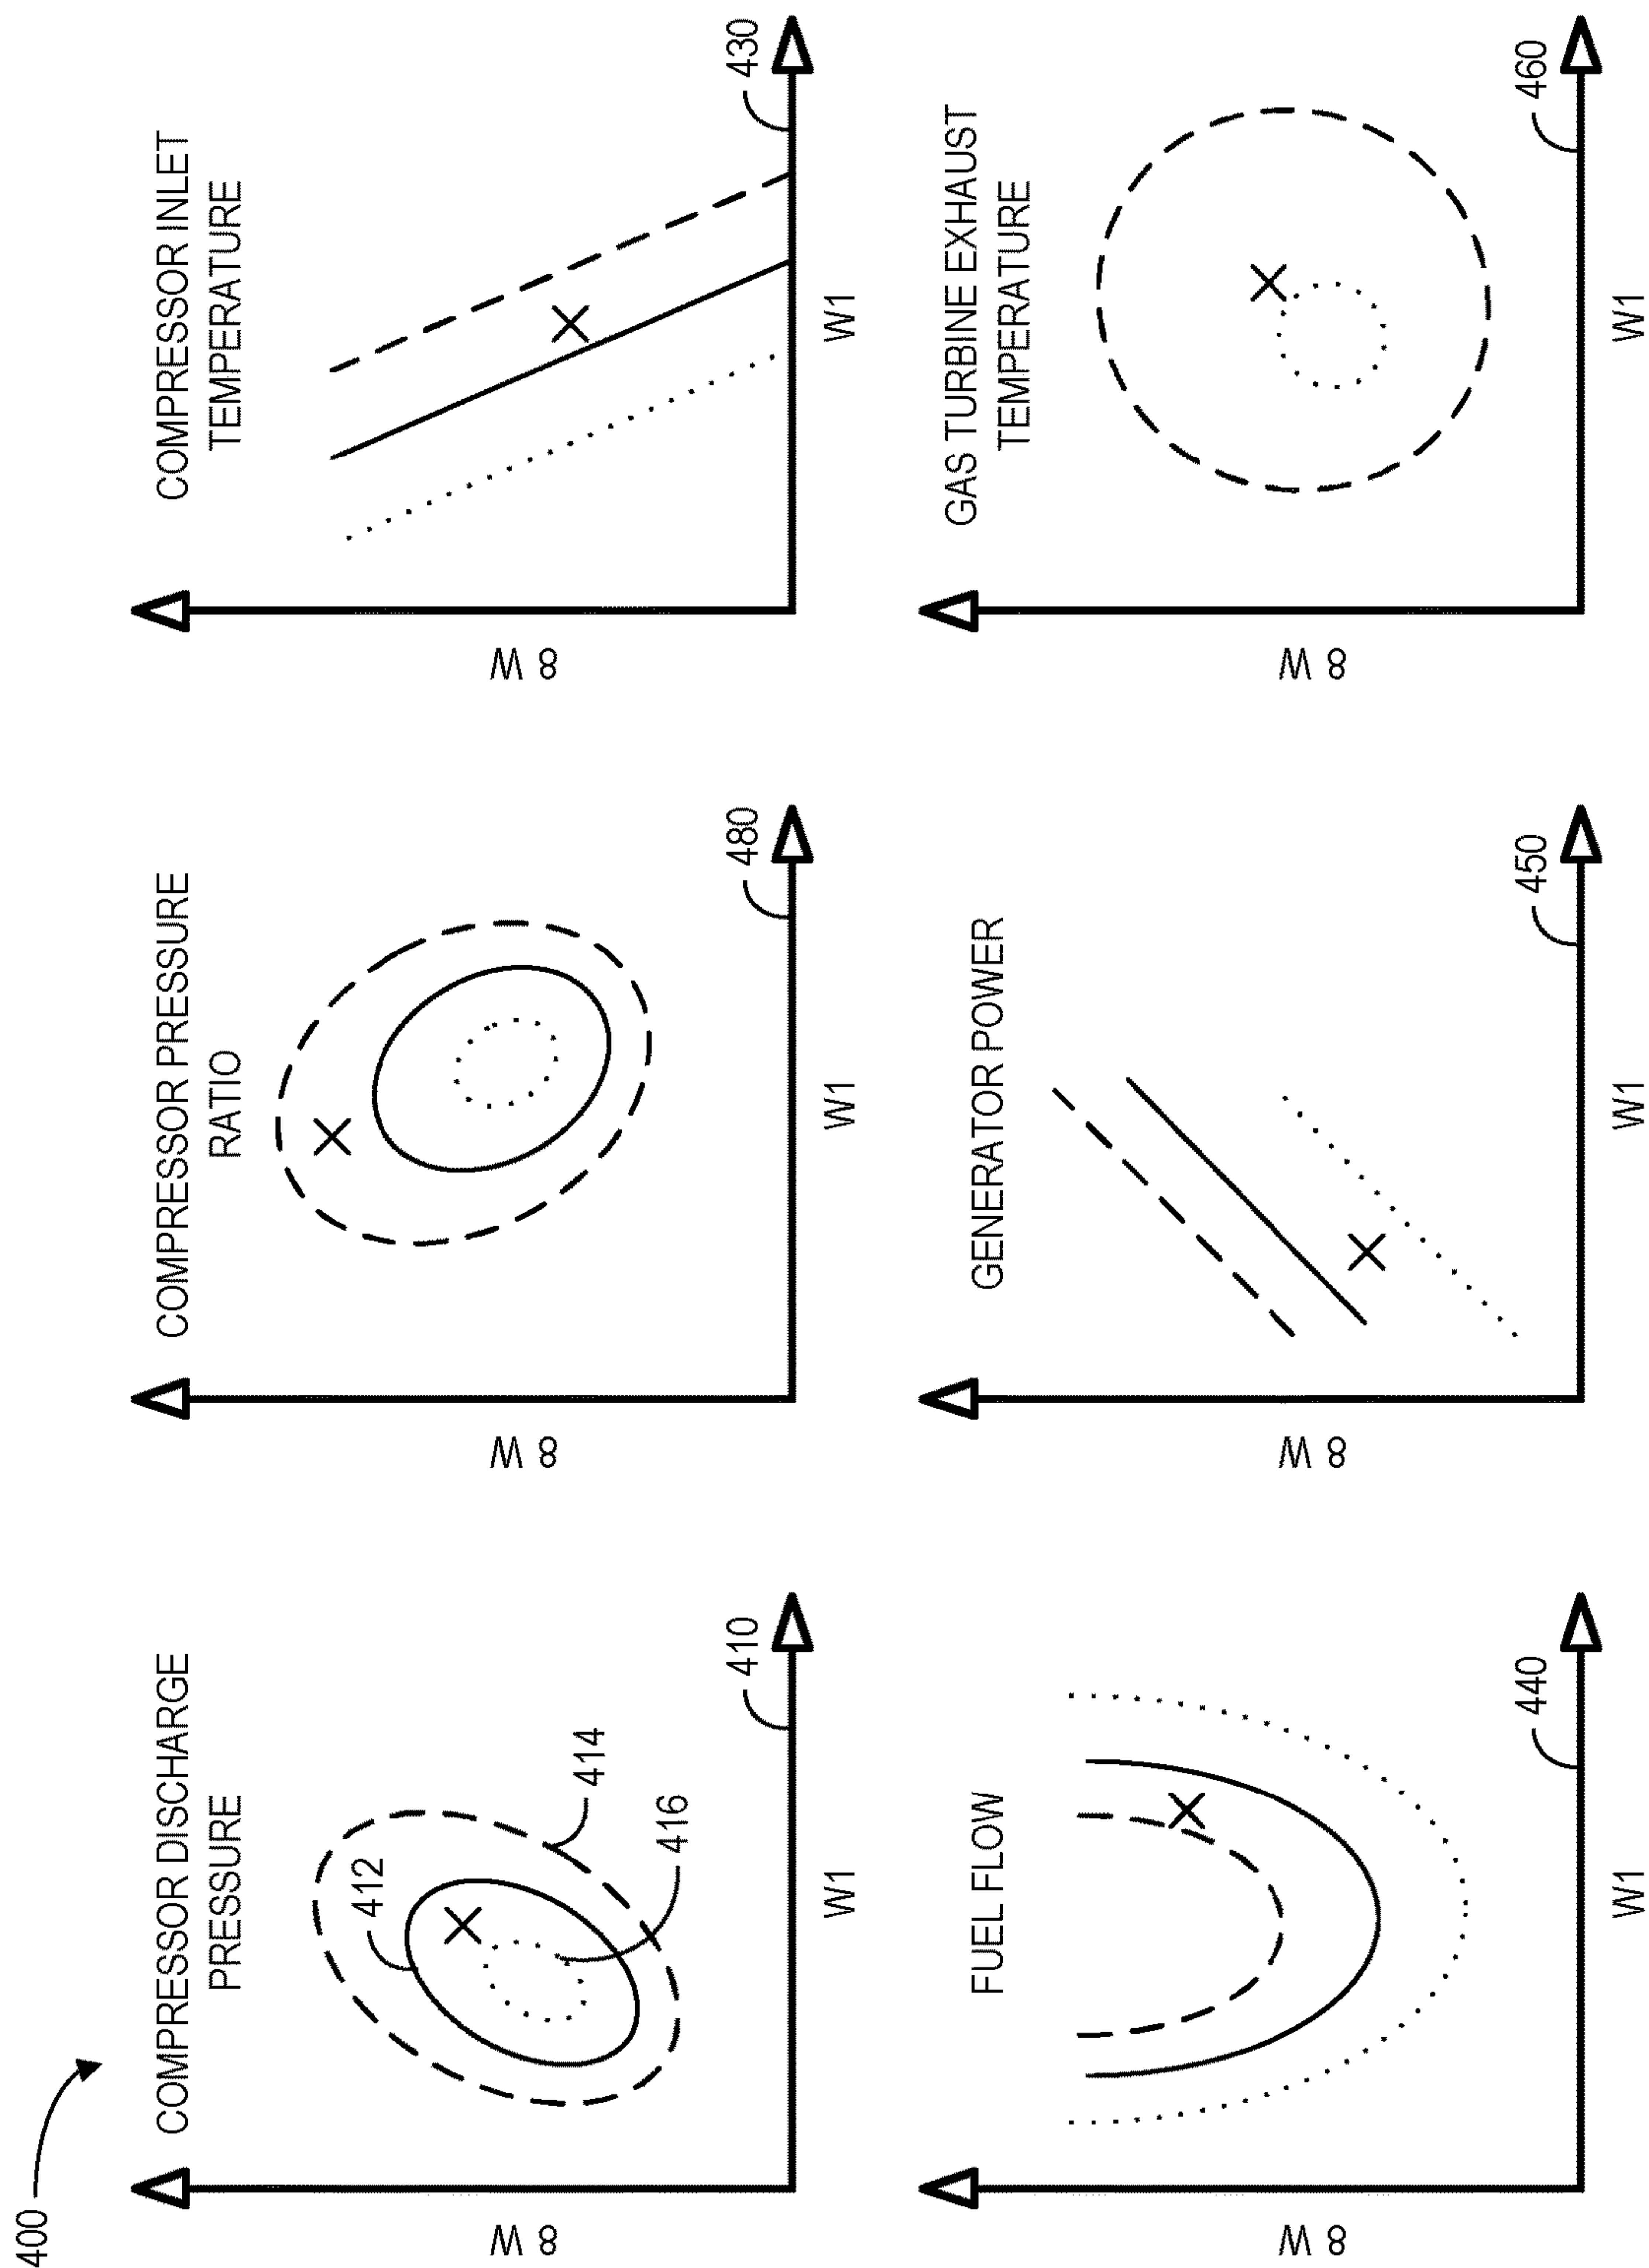 400
COMPRESSOR DISCHARGE
PRESSURE
412
414
416
410
8 W
W1
COMPRESSOR PRESSURE
RATIO
480
8 W
W1
COMPRESSOR INLET
TEMPERATURE
430
8 W
W1
FUEL FLOW
440
8 W
W1
GENERATOR POWER
450
8 W
W1
GAS TURBINE EXHAUST
TEMPERATURE
460
8 W
W1